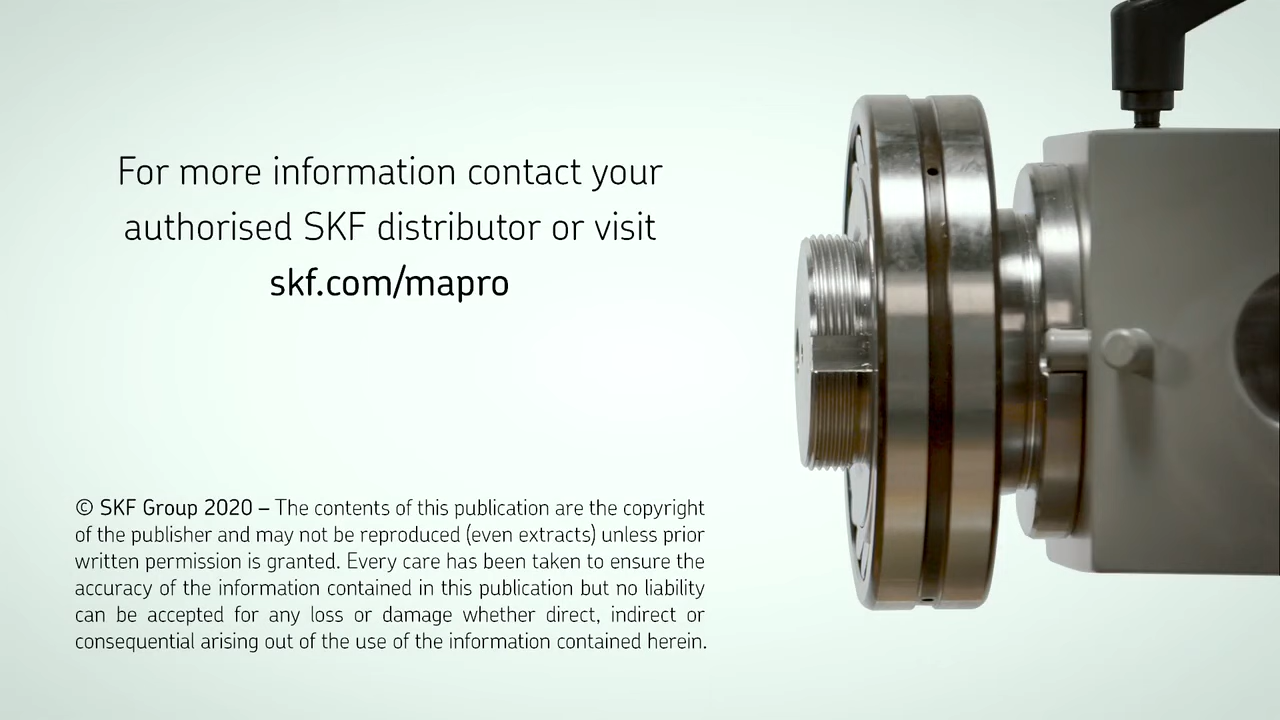 For more information contact your
authorised SKF distributor or visit
skf.com/mapro
© SKF Group 2020 – The contents of this publication are the copyright
of the publisher and may not be reproduced (even extracts) unless prior
written permission is granted. Every care has been taken to ensure the
accuracy of the information contained in this publication but no liability
can be accepted for any loss or damage whether direct, indirect or
consequential arising out of the use of the information contained herein.